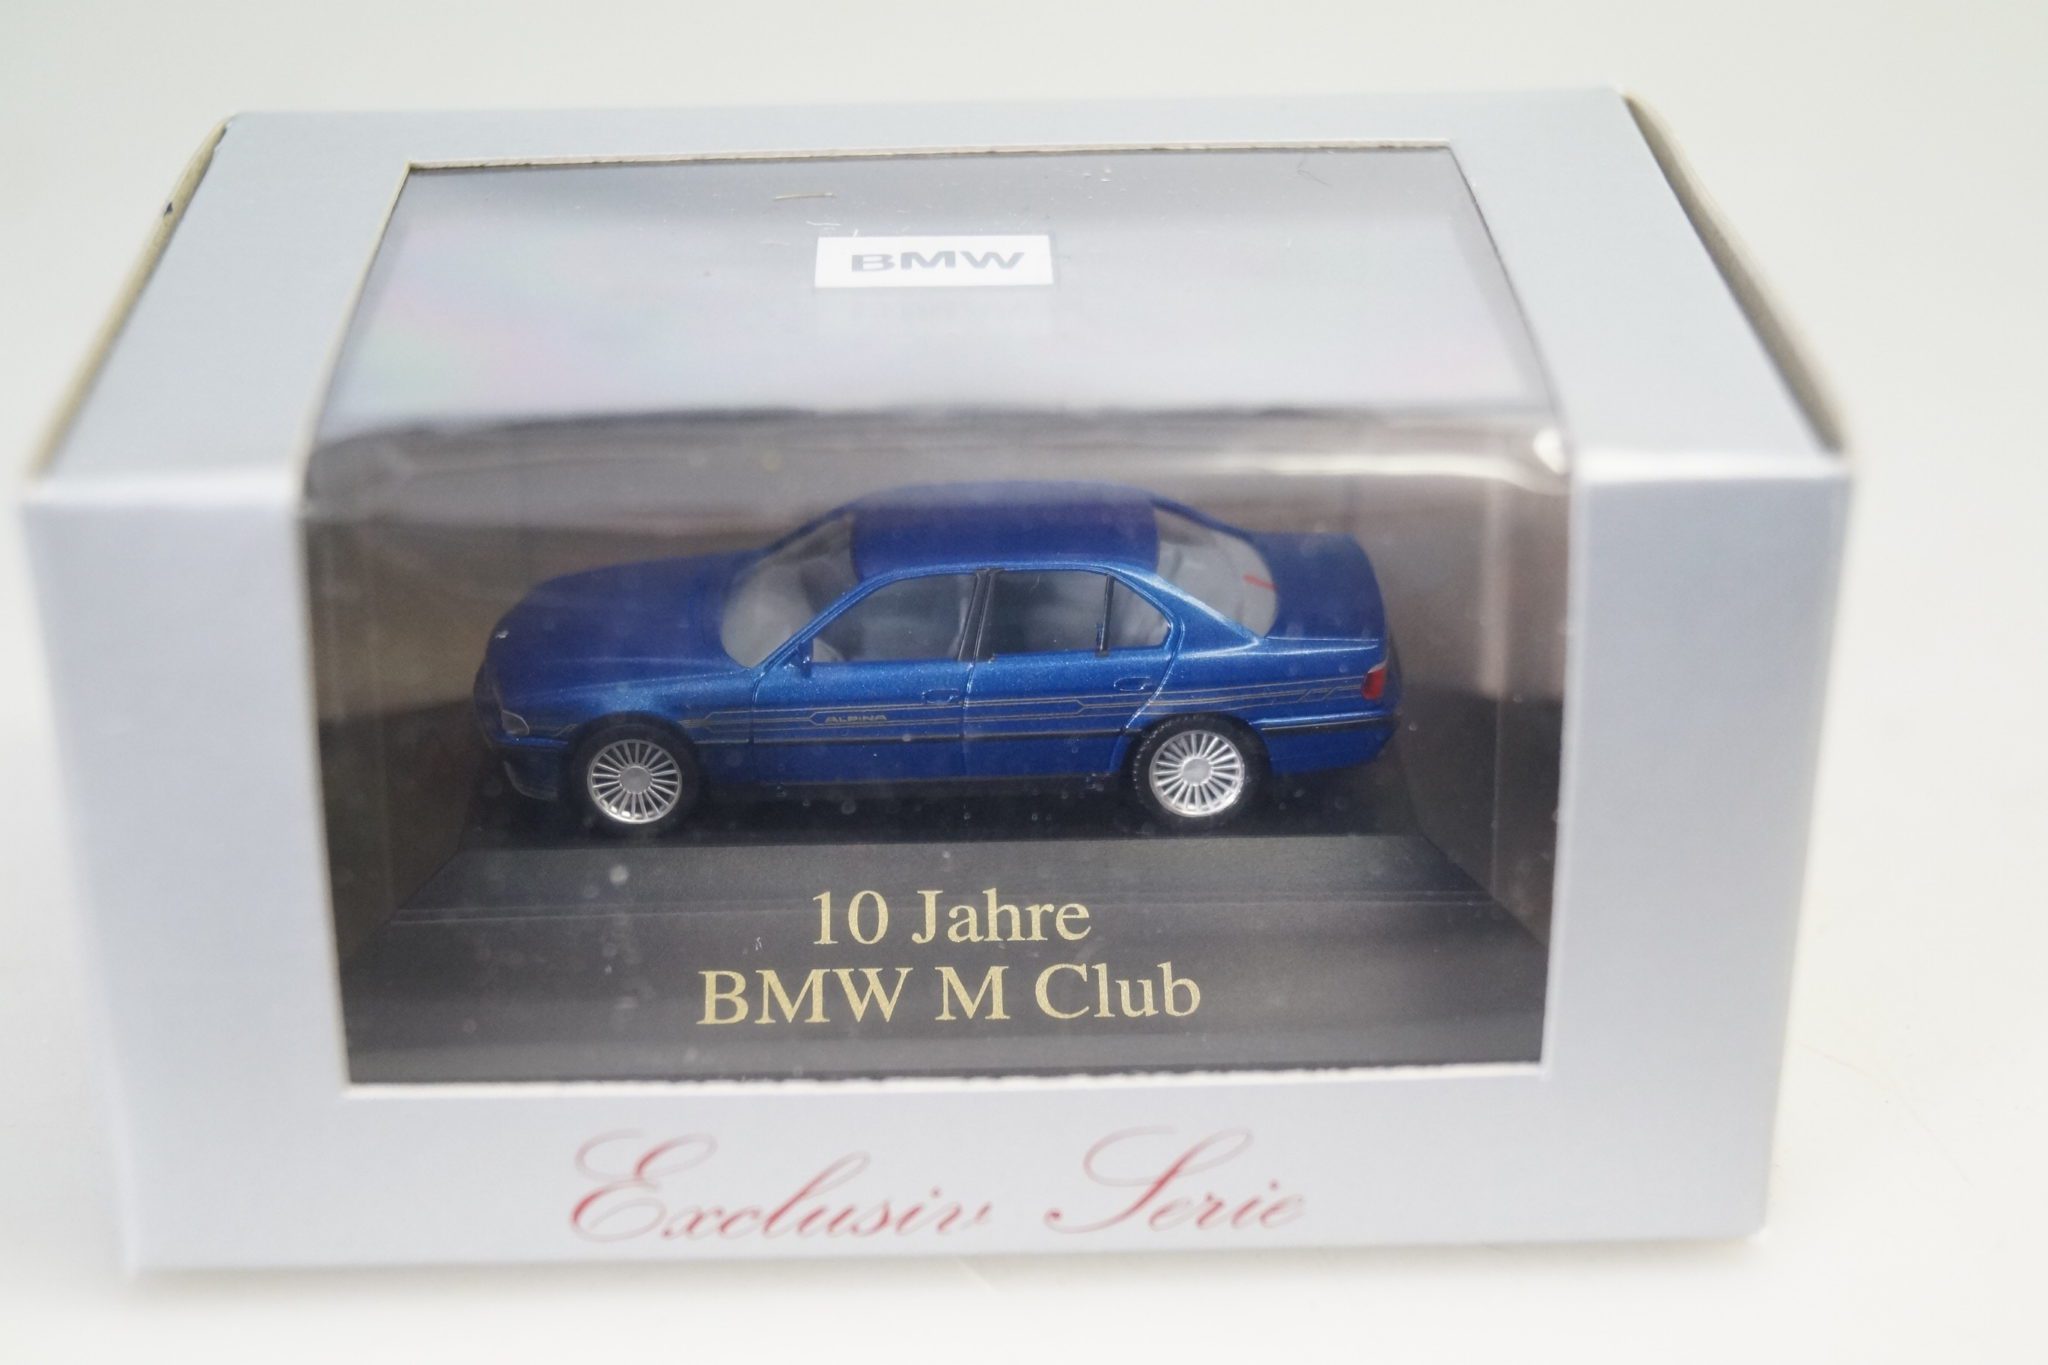 BMW
ALPINA
10 Jahre
BMW M Club
Exclusiv Serie